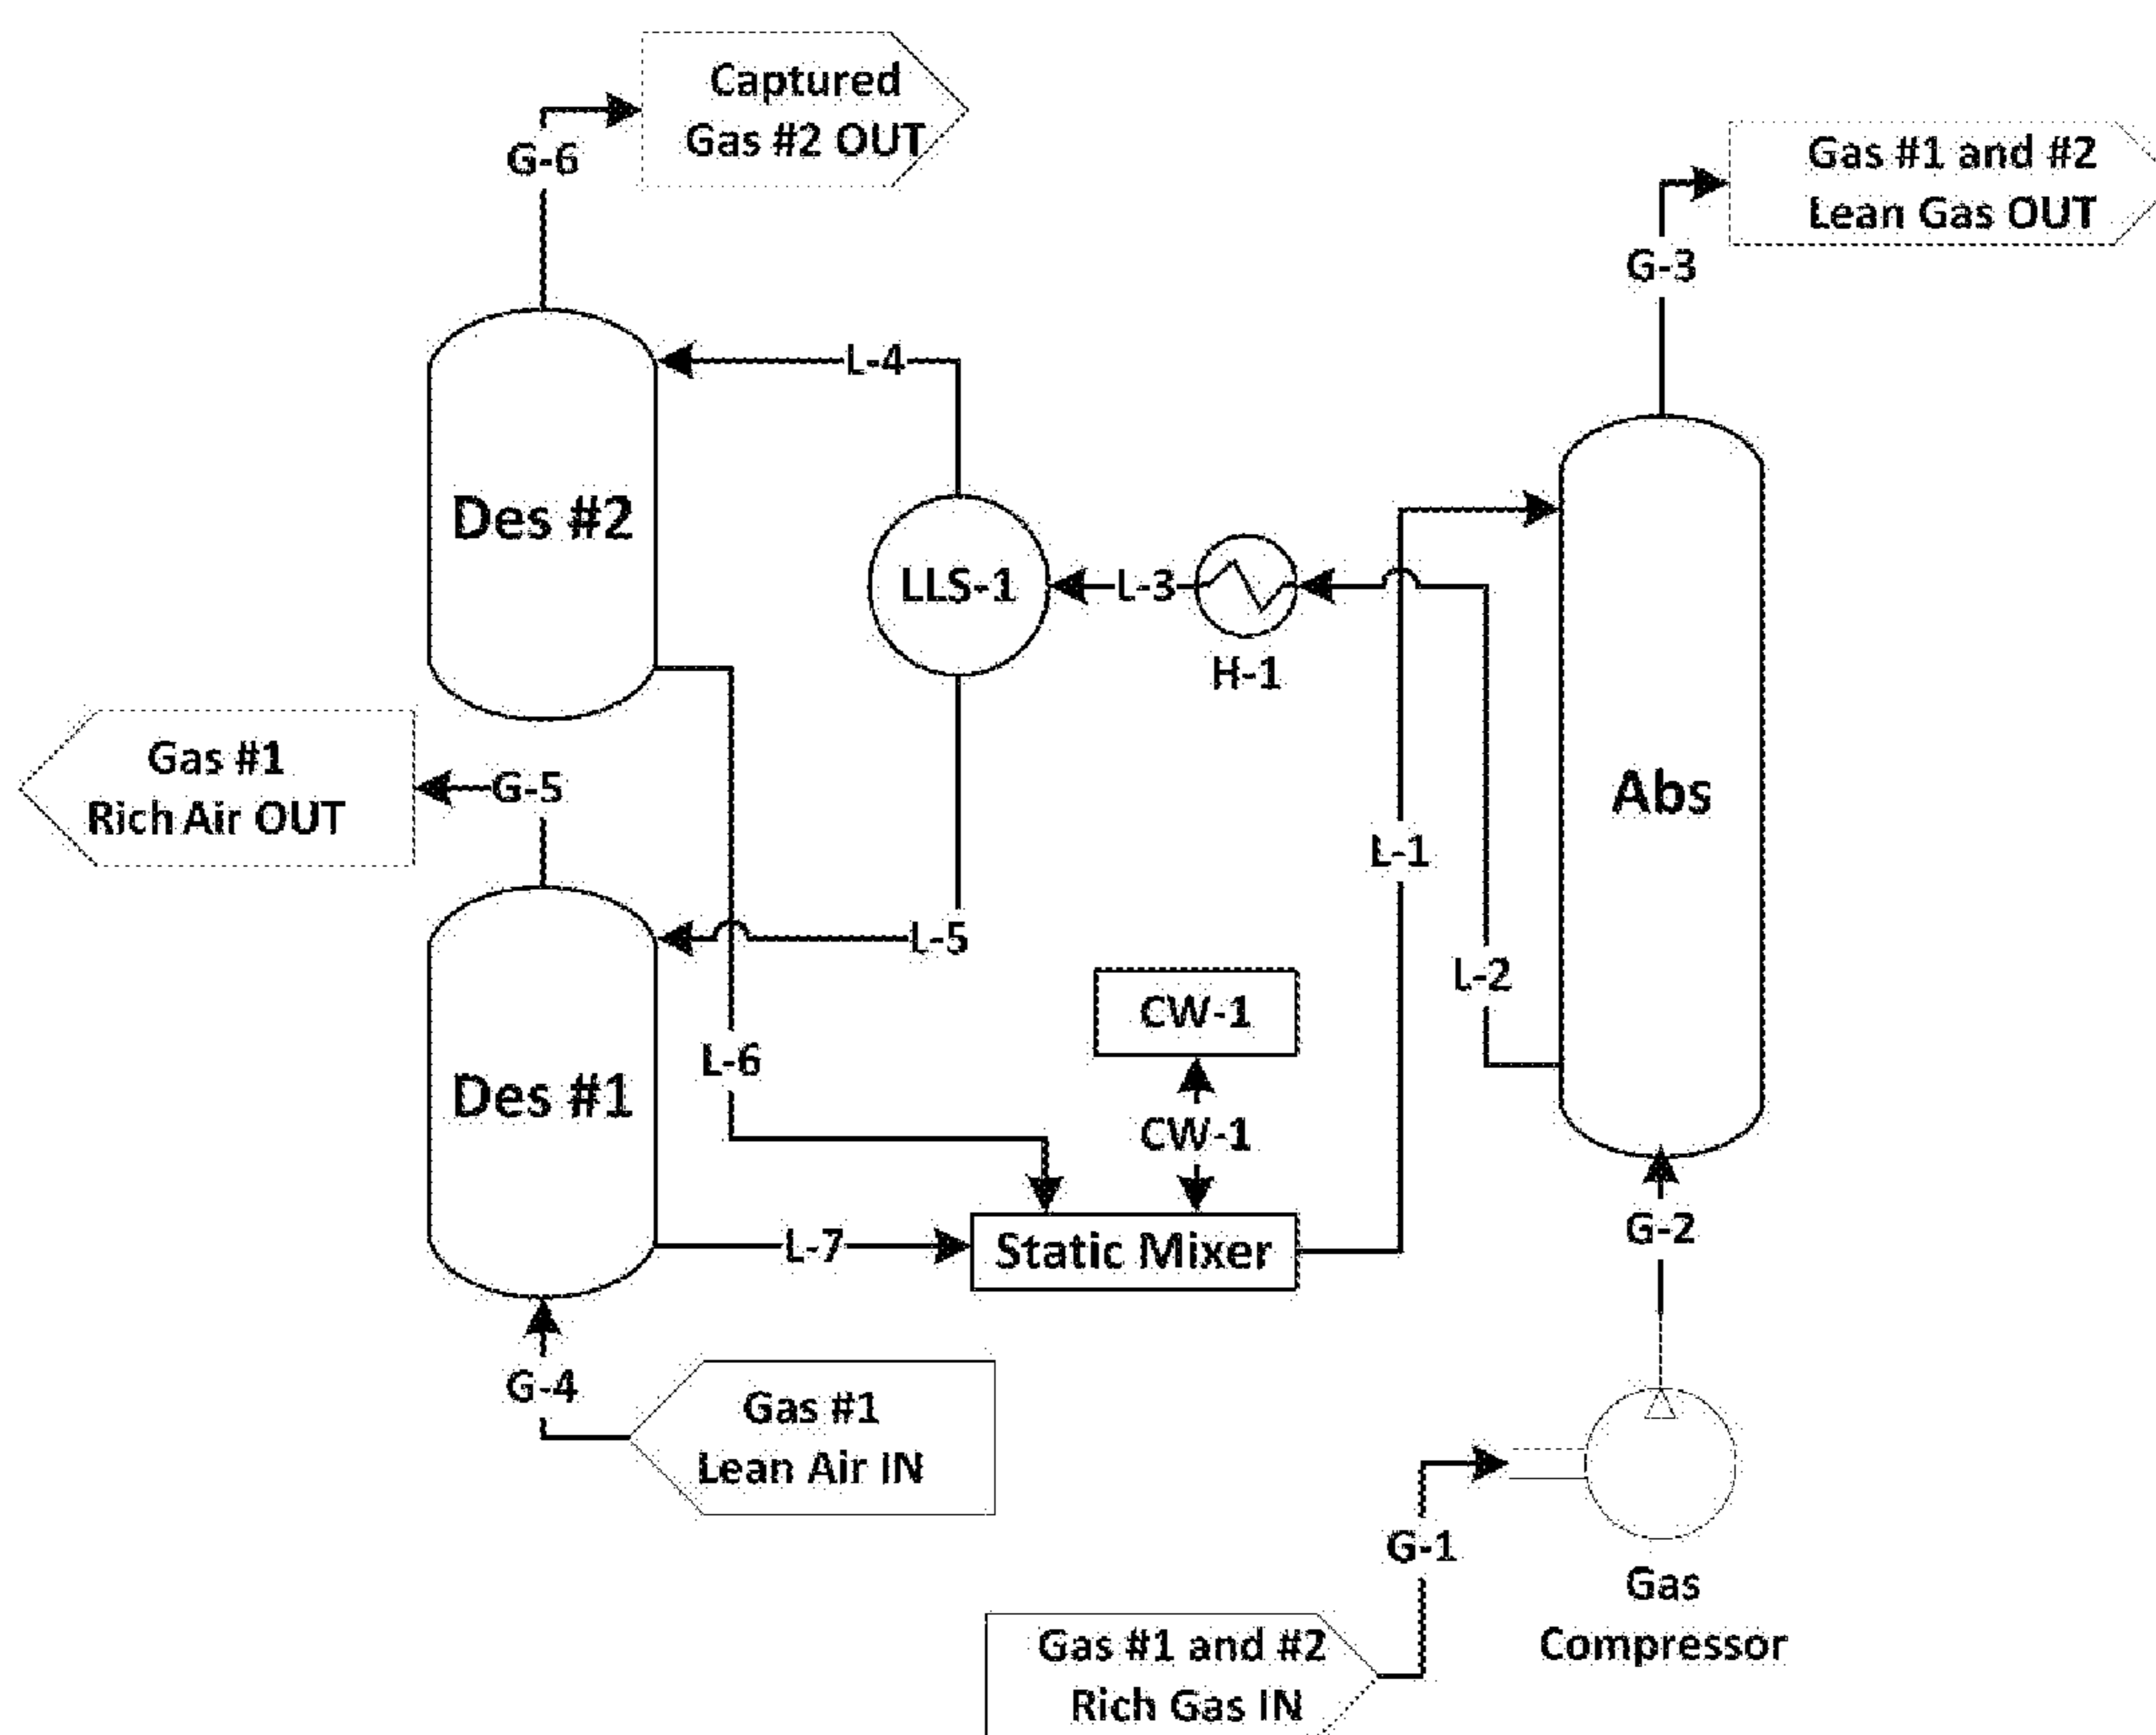 Captured
Gas #2 OUT
G-6
Gas #1 and #2
Lean Gas OUT
G-3
L-4
Des #2
LLS-1
L-3
H-1
Gas #1
Rich Air OUT
G-5
Abs
L-1
L-5
L-2
CW-1
L-6
Des #1
CW-1
G-2
L-7
Static Mixer
G-4
Gas #1
Lean Air IN
G-1
Gas
Compressor
Gas #1 and #2
Rich Gas IN